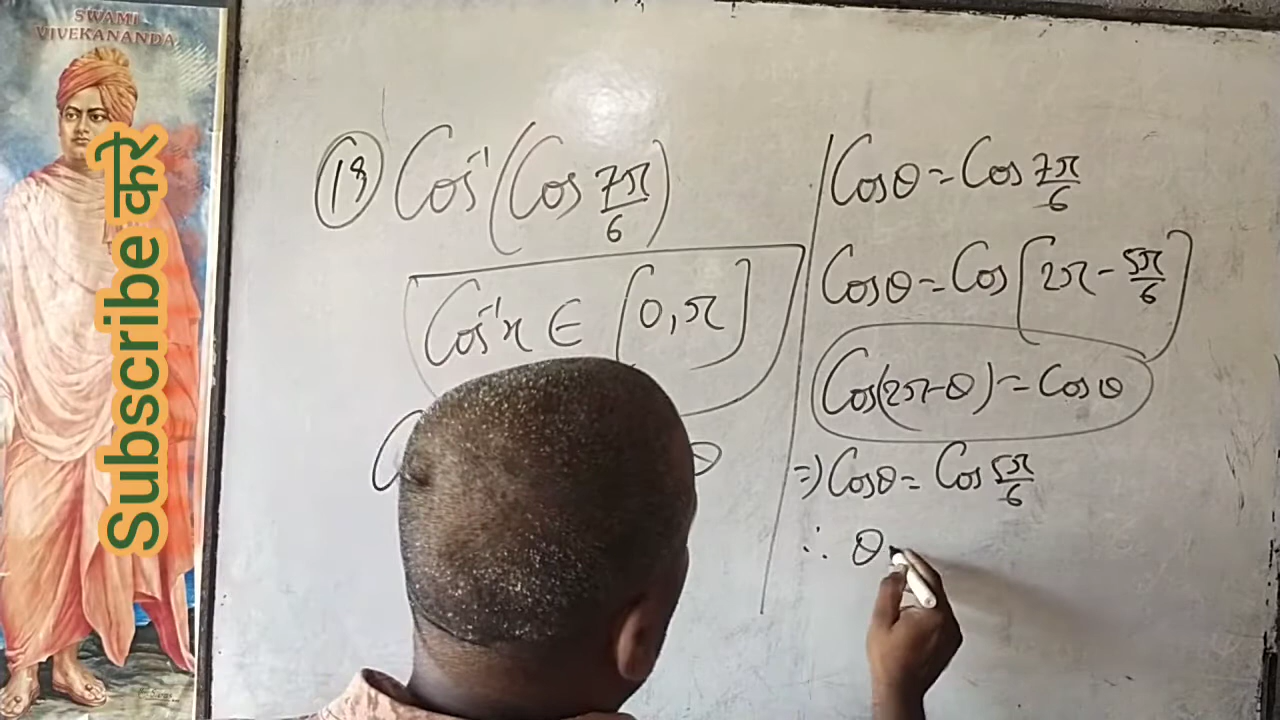 SWAMI
VIVEKANANDA
Subscribe करे
(19) Cos⁻¹(Cos 7π/6)
Cos⁻¹x ∈ [0, π]
θ
Cosθ = Cos 7π/6
Cosθ = Cos[2π - 5π/6]
Cos(2π-θ) = Cosθ
⇒ Cosθ = Cos 5π/6
∴ θ